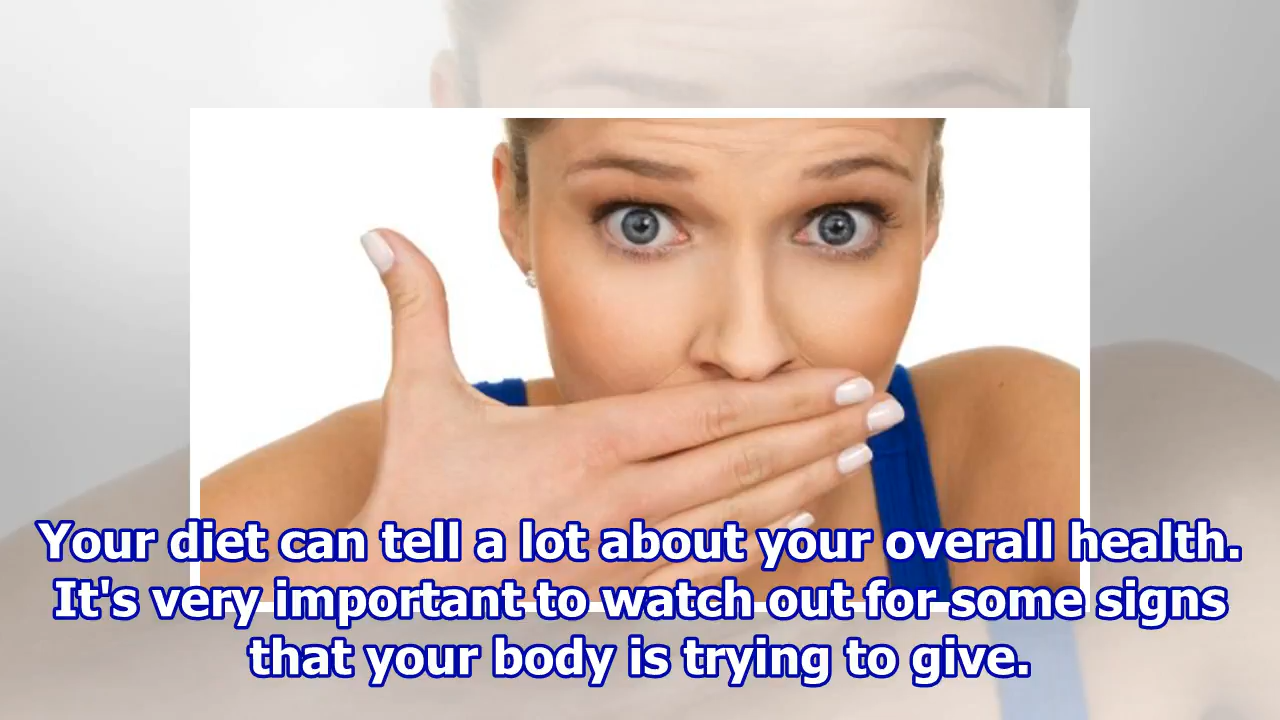 Your diet can tell a lot about your overall health.
It's very important to watch out for some signs
that your body is trying to give.